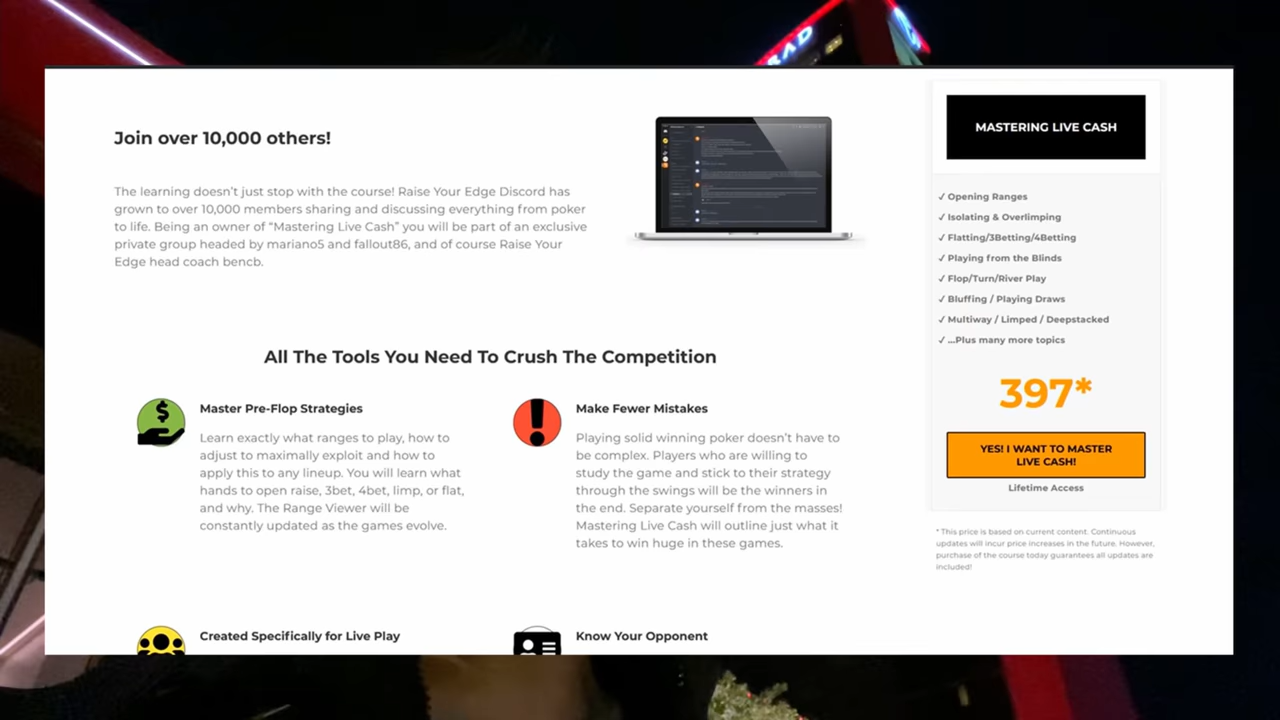 RAD
Join over 10,000 others!
The learning doesn't just stop with the course! Raise Your Edge Discord has
grown to over 10,000 members sharing and discussing everything from poker
to life. Being an owner of “Mastering Live Cash” you will be part of an exclusive
private group headed by mariano5 and fallout86, and of course Raise Your
Edge head coach bencb.
All The Tools You Need To Crush The Competition
Master Pre-Flop Strategies
Learn exactly what ranges to play, how to
adjust to maximally exploit and how to
apply this to any lineup. You will learn what
hands to open raise, 3bet, 4bet, limp, or flat,
and why. The Range Viewer will be
constantly updated as the games evolve.
Make Fewer Mistakes
Playing solid winning poker doesn't have to
be complex. Players who are willing to
study the game and stick to their strategy
through the swings will be the winners in
the end. Separate yourself from the masses!
Mastering Live Cash will outline just what it
takes to win huge in these games.
Created Specifically for Live Play
Know Your Opponent
MASTERING LIVE CASH
✓ Opening Ranges
✓ Isolating & Overlimping
✓ Flatting/3Betting/4Betting
✓ Playing from the Blinds
✓ Flop/Turn/River Play
✓ Bluffing / Playing Draws
✓ Multiway / Limped / Deepstacked
✓ ...Plus many more topics
397*
YES! I WANT TO MASTER
LIVE CASH!
Lifetime Access
* This price is based on current content. Continuous
updates will incur price increases in the future. However,
purchase of the course today guarantees all updates are
included!